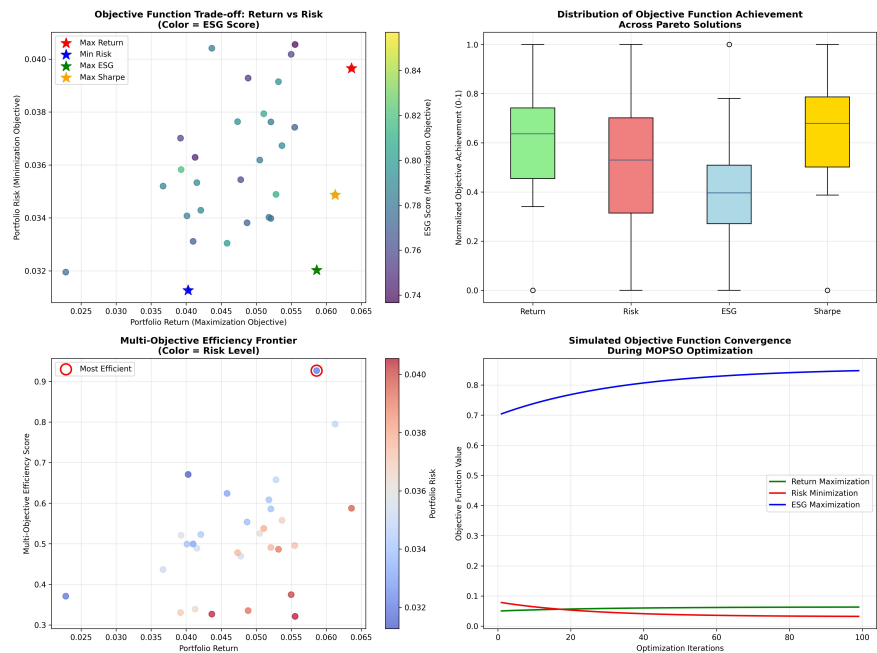 Objective Function Trade-off: Return vs Risk
(Color = ESG Score)
Max Return
Min Risk
Max ESG
Max Sharpe
0.040
0.038
0.036
0.034
0.032
Portfolio Risk (Minimization Objective)
0.025 0.030 0.035 0.040 0.045 0.050 0.055 0.060 0.065
Portfolio Return (Maximization Objective)
0.84
0.82
0.80
0.78
0.76
0.74
ESG Score (Maximization Objective)
Distribution of Objective Function Achievement
Across Pareto Solutions
1.0
0.8
0.6
0.4
0.2
0.0
Normalized Objective Achievement (0-1)
Return Risk ESG Sharpe
Multi-Objective Efficiency Frontier
(Color = Risk Level)
Most Efficient
0.9
0.8
0.7
0.6
0.5
0.4
0.3
Multi-Objective Efficiency Score
0.025 0.030 0.035 0.040 0.045 0.050 0.055 0.060 0.065
Portfolio Return
0.040
0.038
0.036
0.034
0.032
Portfolio Risk
Simulated Objective Function Convergence
During MOPSO Optimization
0.8
0.7
0.6
0.5
0.4
0.3
0.2
0.1
0.0
Objective Function Value
Return Maximization
Risk Minimization
ESG Maximization
0 20 40 60 80 100
Optimization Iterations